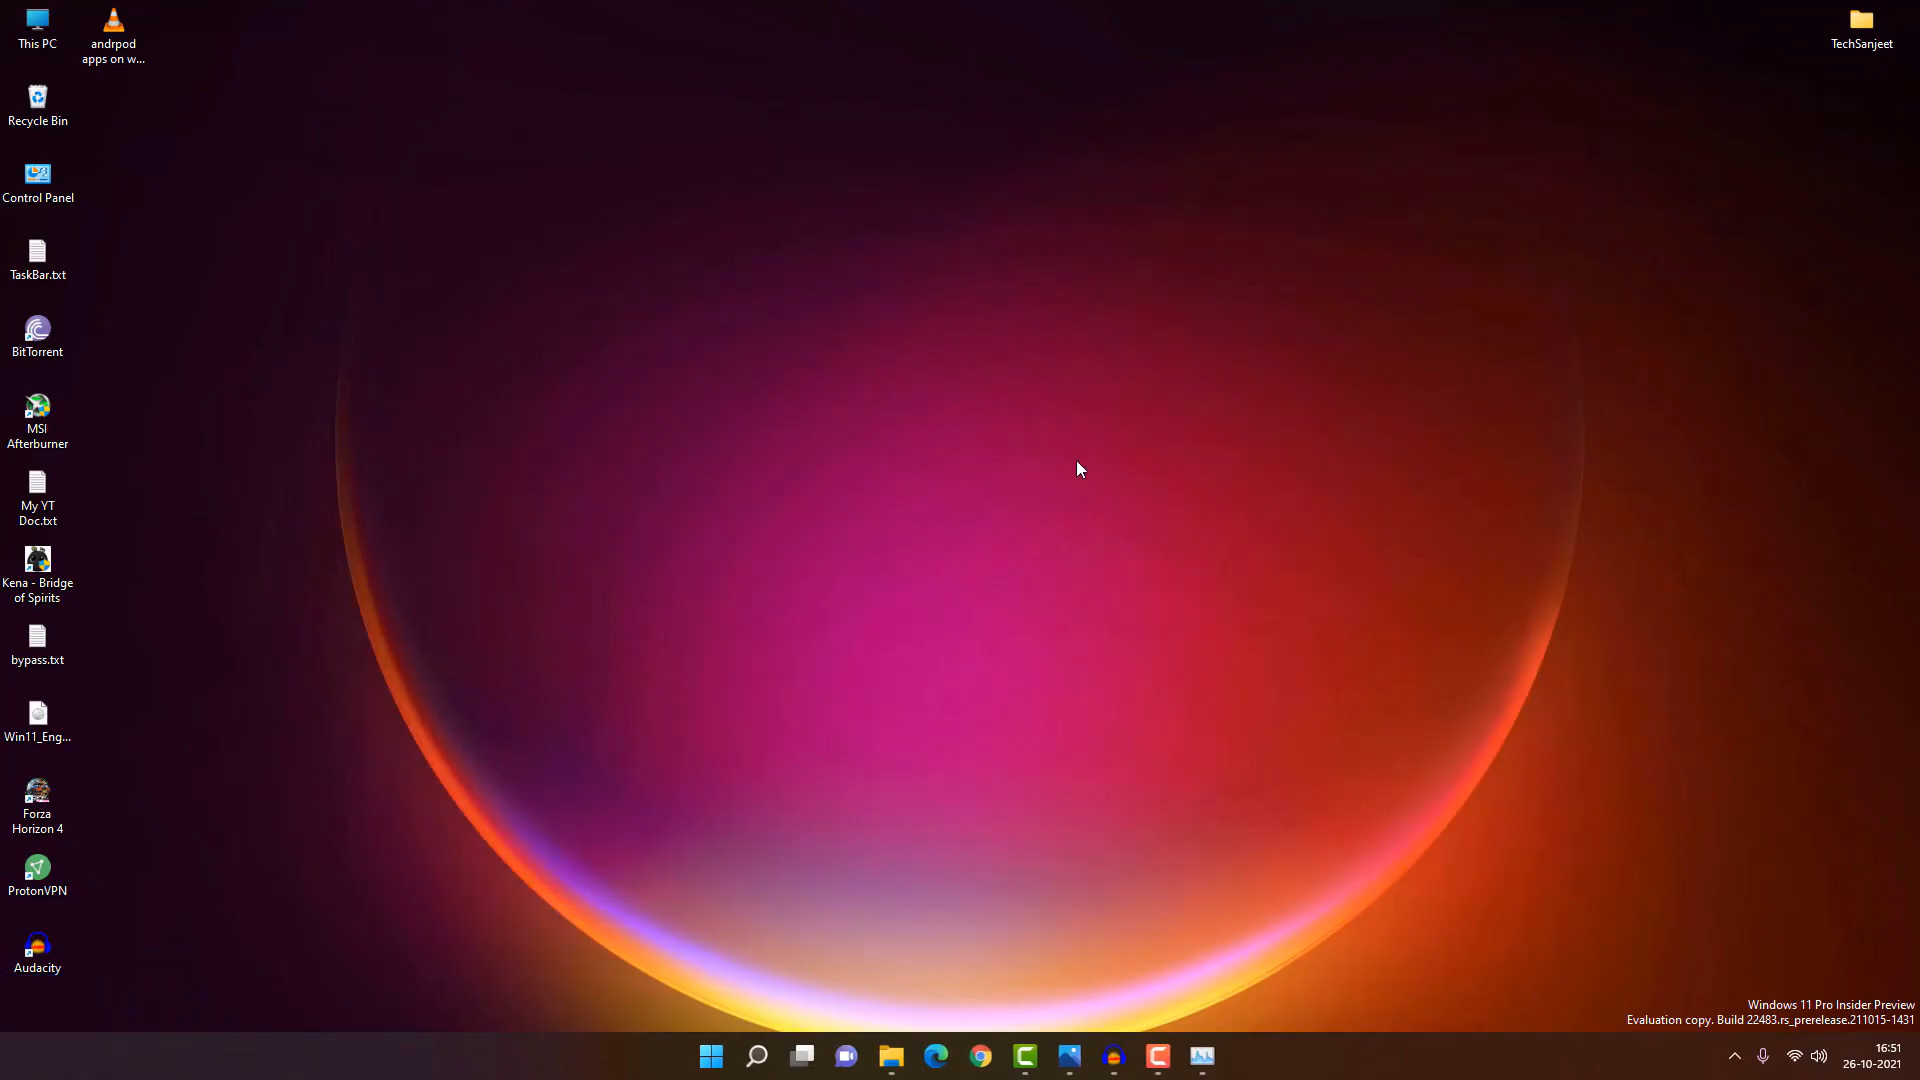 This PC
andrpod
apps on w...
TechSanjeet
Recycle Bin
Control Panel
TaskBar.txt
BitTorrent
MSI
Afterburner
My YT
Doc.txt
Kena - Bridge
of Spirits
bypass.txt
Win11_Eng...
Forza
Horizon 4
ProtonVPN
Audacity
Windows 11 Pro Insider Preview
Evaluation copy. Build 22483.rs_prerelease.211015-1431
16:51
26-10-2021